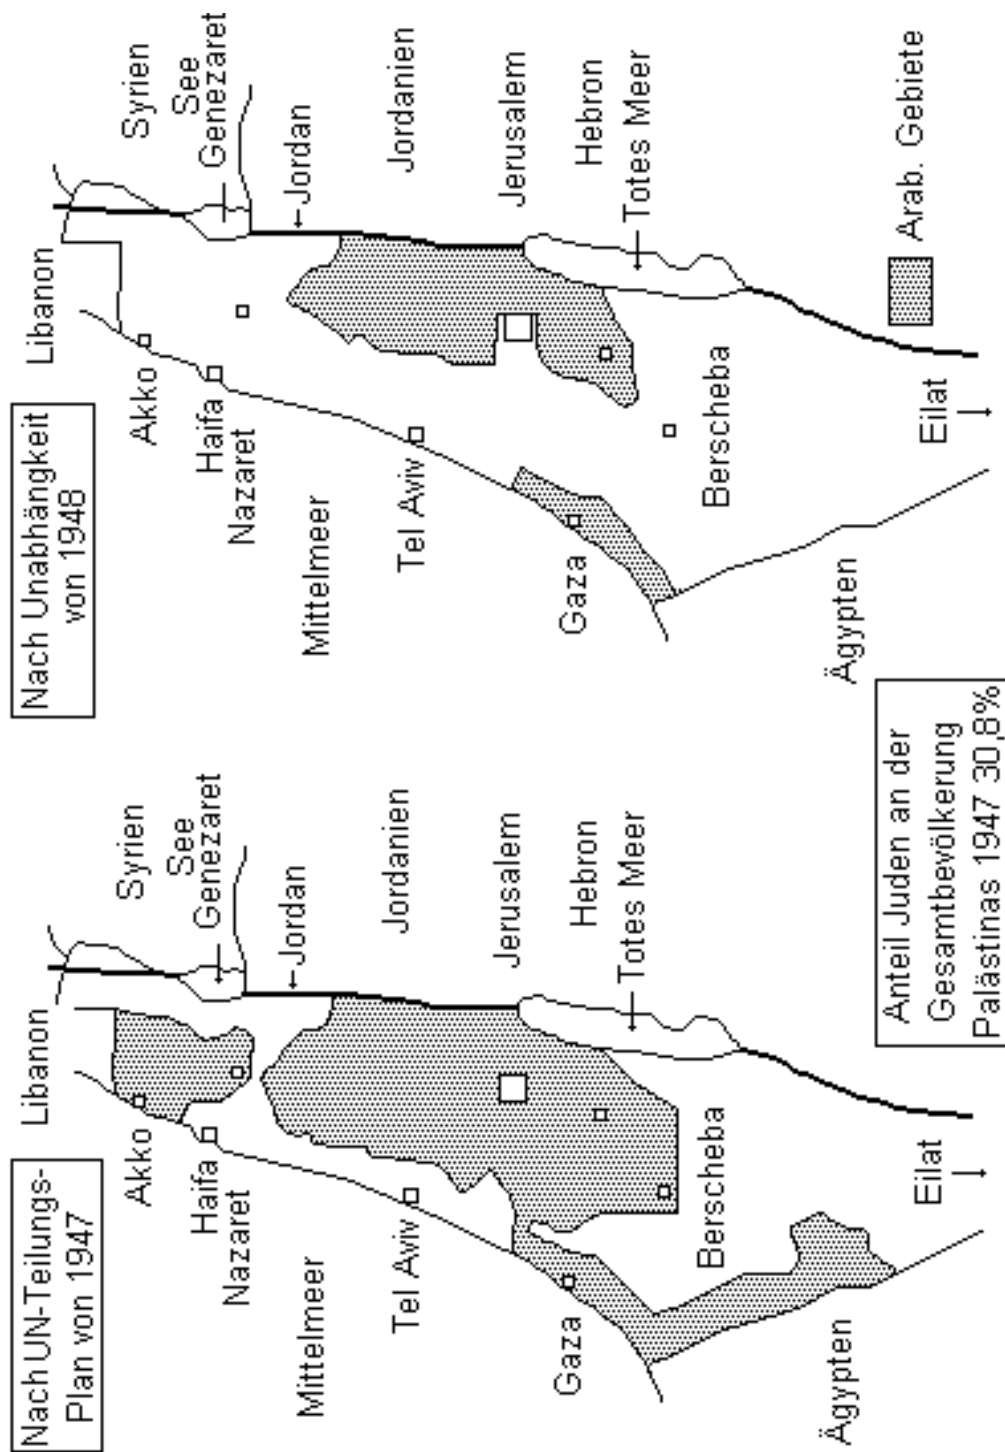 Nach UN-Teilungs-
Plan von 1947
Libanon
Syrien
See
Genezaret
Akko
Haifa
Nazaret
Jordan
Mittelmeer
Jordanien
Tel Aviv
Jerusalem
Gaza
Hebron
Totes Meer
Berscheba
Ägypten
Eilat
Nach Unabhängkeit
von 1948
Libanon
Syrien
See
Genezaret
Akko
Haifa
Nazaret
Jordan
Mittelmeer
Jordanien
Tel Aviv
Jerusalem
Gaza
Hebron
Totes Meer
Berscheba
Ägypten
Eilat
Arab. Gebiete
Anteil Juden an der
Gesamtbevölkerung
Palästinas 1947 30,8%